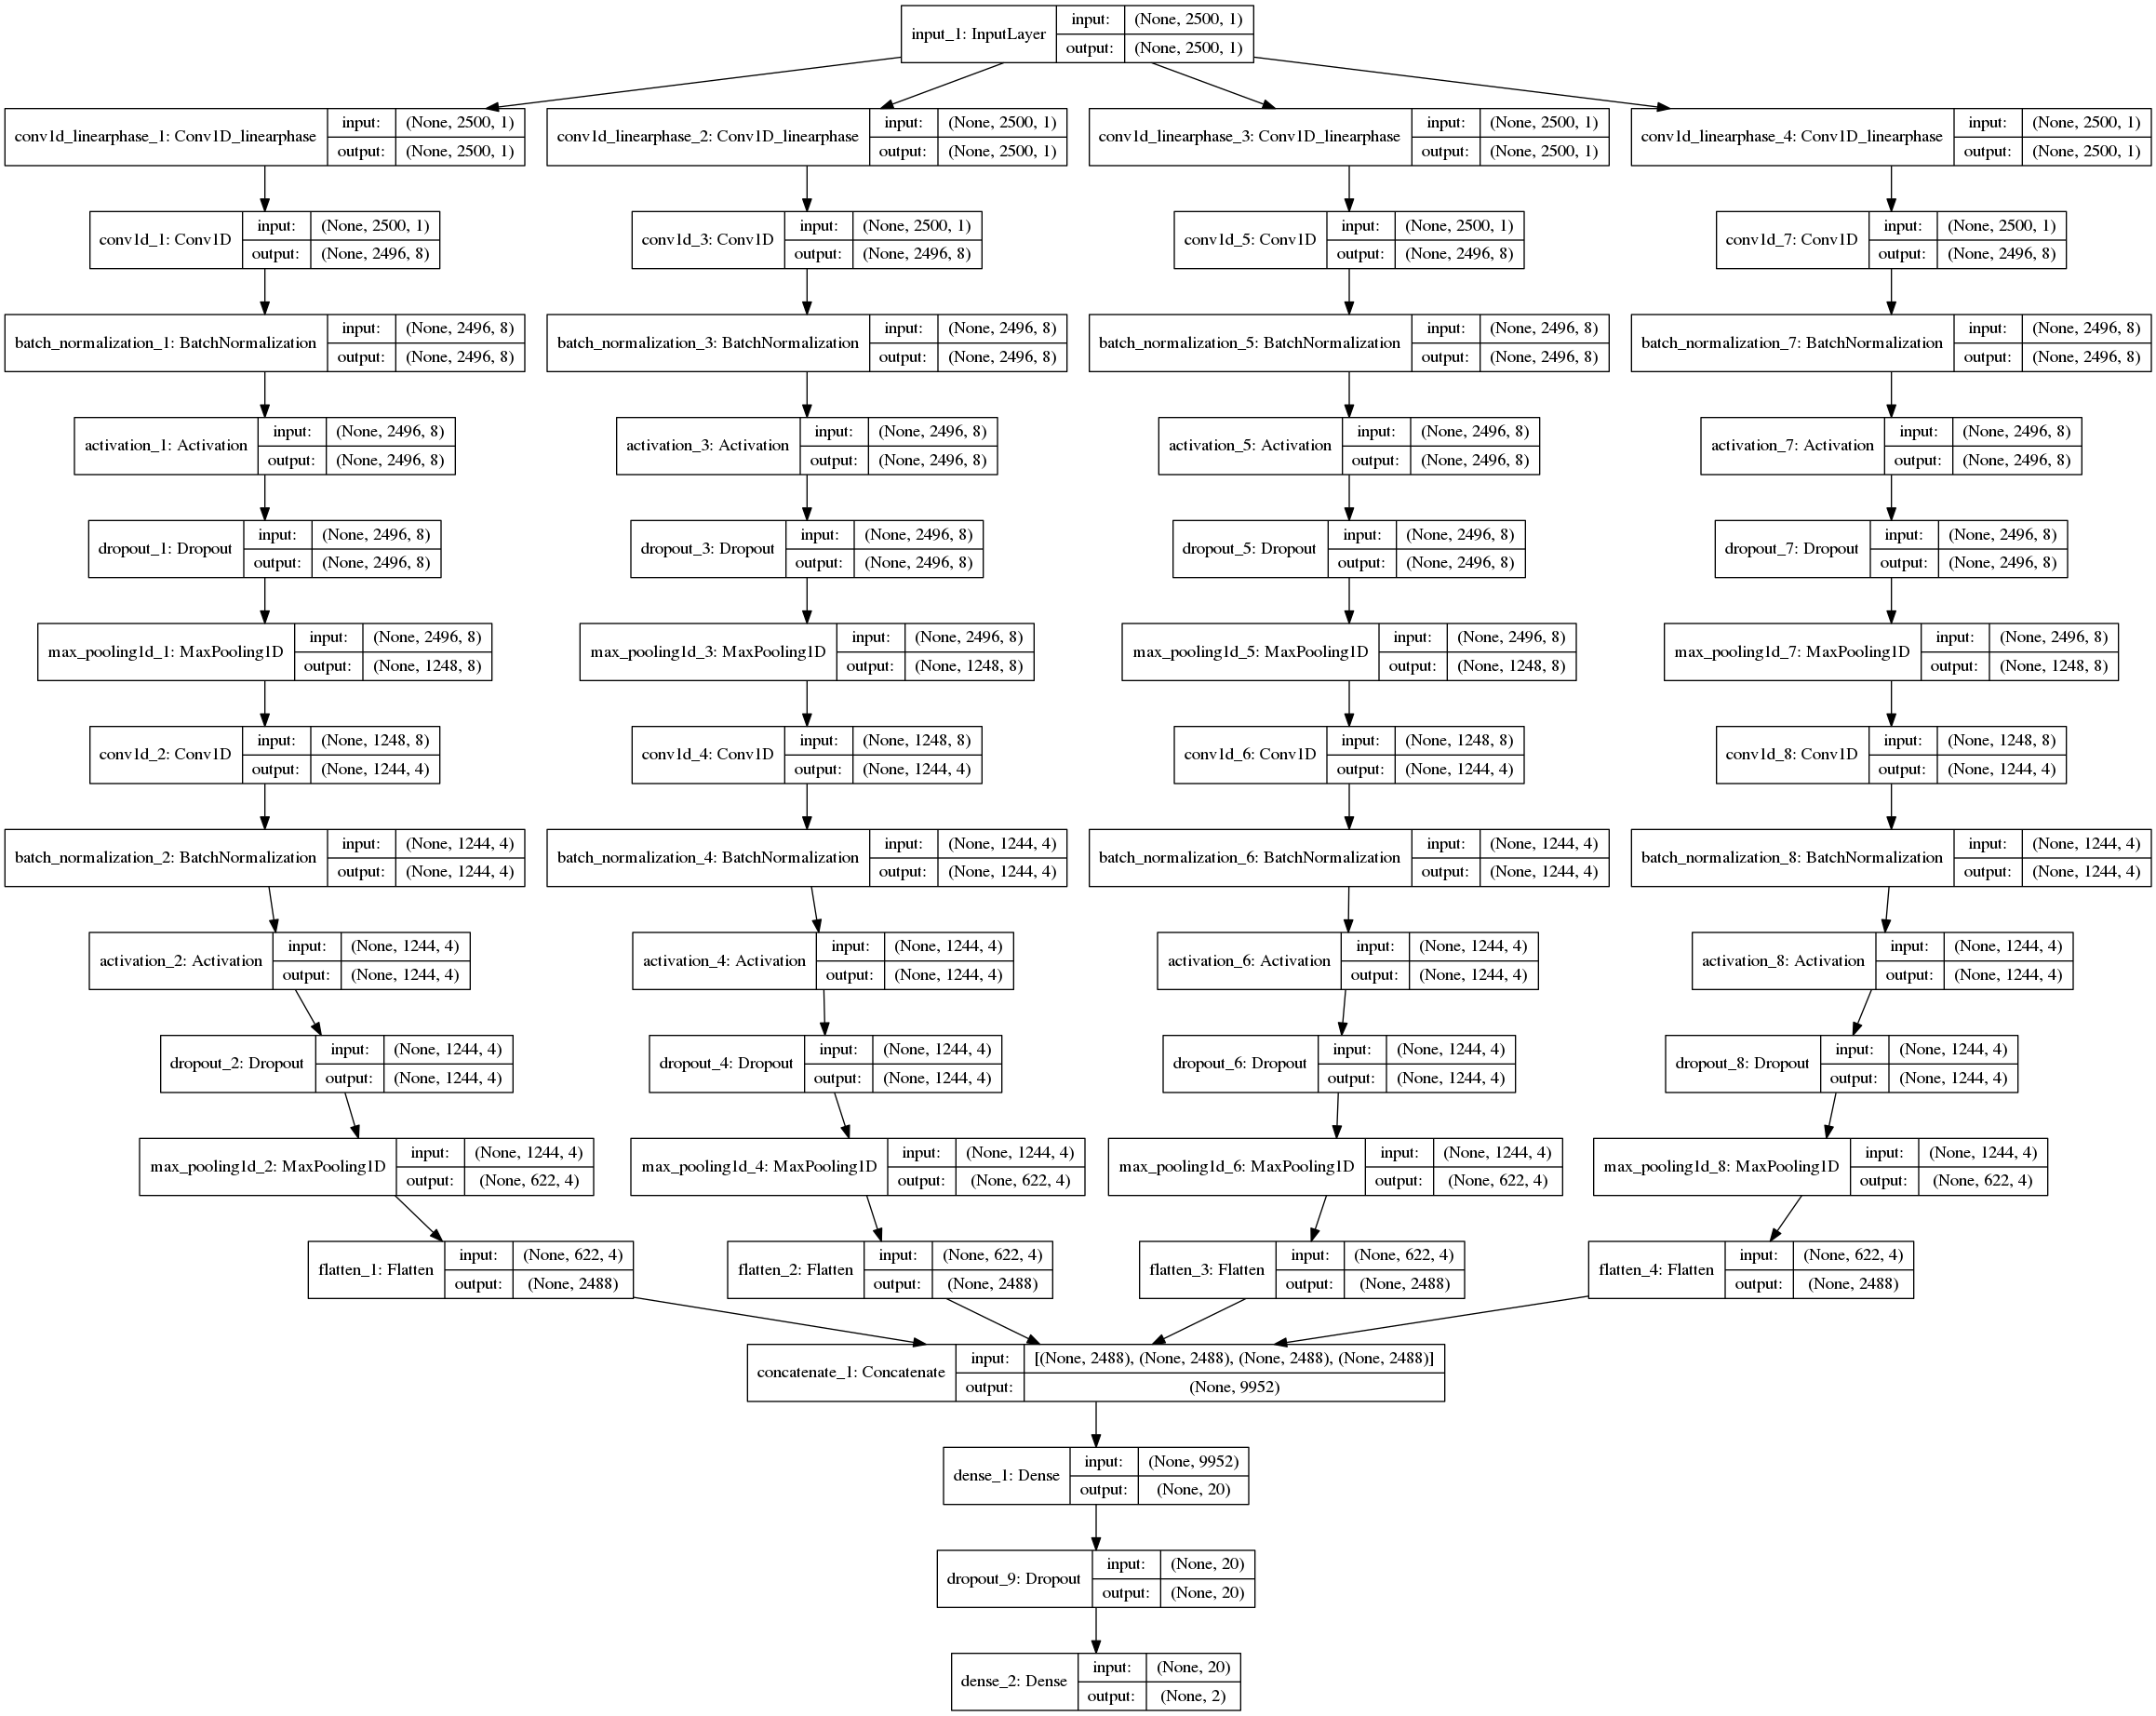 input_1: InputLayer
input: (None, 2500, 1)
output: (None, 2500, 1)
conv1d_linearphase_1: Conv1D_linearphase
input: (None, 2500, 1)
output: (None, 2500, 1)
conv1d_linearphase_2: Conv1D_linearphase
input: (None, 2500, 1)
output: (None, 2500, 1)
conv1d_linearphase_3: Conv1D_linearphase
input: (None, 2500, 1)
output: (None, 2500, 1)
conv1d_linearphase_4: Conv1D_linearphase
input: (None, 2500, 1)
output: (None, 2500, 1)
conv1d_1: Conv1D
input: (None, 2500, 1)
output: (None, 2496, 8)
conv1d_3: Conv1D
input: (None, 2500, 1)
output: (None, 2496, 8)
conv1d_5: Conv1D
input: (None, 2500, 1)
output: (None, 2496, 8)
conv1d_7: Conv1D
input: (None, 2500, 1)
output: (None, 2496, 8)
batch_normalization_1: BatchNormalization
input: (None, 2496, 8)
output: (None, 2496, 8)
batch_normalization_3: BatchNormalization
input: (None, 2496, 8)
output: (None, 2496, 8)
batch_normalization_5: BatchNormalization
input: (None, 2496, 8)
output: (None, 2496, 8)
batch_normalization_7: BatchNormalization
input: (None, 2496, 8)
output: (None, 2496, 8)
activation_1: Activation
input: (None, 2496, 8)
output: (None, 2496, 8)
activation_3: Activation
input: (None, 2496, 8)
output: (None, 2496, 8)
activation_5: Activation
input: (None, 2496, 8)
output: (None, 2496, 8)
activation_7: Activation
input: (None, 2496, 8)
output: (None, 2496, 8)
dropout_1: Dropout
input: (None, 2496, 8)
output: (None, 2496, 8)
dropout_3: Dropout
input: (None, 2496, 8)
output: (None, 2496, 8)
dropout_5: Dropout
input: (None, 2496, 8)
output: (None, 2496, 8)
dropout_7: Dropout
input: (None, 2496, 8)
output: (None, 2496, 8)
max_pooling1d_1: MaxPooling1D
input: (None, 2496, 8)
output: (None, 1248, 8)
max_pooling1d_3: MaxPooling1D
input: (None, 2496, 8)
output: (None, 1248, 8)
max_pooling1d_5: MaxPooling1D
input: (None, 2496, 8)
output: (None, 1248, 8)
max_pooling1d_7: MaxPooling1D
input: (None, 2496, 8)
output: (None, 1248, 8)
conv1d_2: Conv1D
input: (None, 1248, 8)
output: (None, 1244, 4)
conv1d_4: Conv1D
input: (None, 1248, 8)
output: (None, 1244, 4)
conv1d_6: Conv1D
input: (None, 1248, 8)
output: (None, 1244, 4)
conv1d_8: Conv1D
input: (None, 1248, 8)
output: (None, 1244, 4)
batch_normalization_2: BatchNormalization
input: (None, 1244, 4)
output: (None, 1244, 4)
batch_normalization_4: BatchNormalization
input: (None, 1244, 4)
output: (None, 1244, 4)
batch_normalization_6: BatchNormalization
input: (None, 1244, 4)
output: (None, 1244, 4)
batch_normalization_8: BatchNormalization
input: (None, 1244, 4)
output: (None, 1244, 4)
activation_2: Activation
input: (None, 1244, 4)
output: (None, 1244, 4)
activation_4: Activation
input: (None, 1244, 4)
output: (None, 1244, 4)
activation_6: Activation
input: (None, 1244, 4)
output: (None, 1244, 4)
activation_8: Activation
input: (None, 1244, 4)
output: (None, 1244, 4)
dropout_2: Dropout
input: (None, 1244, 4)
output: (None, 1244, 4)
dropout_4: Dropout
input: (None, 1244, 4)
output: (None, 1244, 4)
dropout_6: Dropout
input: (None, 1244, 4)
output: (None, 1244, 4)
dropout_8: Dropout
input: (None, 1244, 4)
output: (None, 1244, 4)
max_pooling1d_2: MaxPooling1D
input: (None, 1244, 4)
output: (None, 622, 4)
max_pooling1d_4: MaxPooling1D
input: (None, 1244, 4)
output: (None, 622, 4)
max_pooling1d_6: MaxPooling1D
input: (None, 1244, 4)
output: (None, 622, 4)
max_pooling1d_8: MaxPooling1D
input: (None, 1244, 4)
output: (None, 622, 4)
flatten_1: Flatten
input: (None, 622, 4)
output: (None, 2488)
flatten_2: Flatten
input: (None, 622, 4)
output: (None, 2488)
flatten_3: Flatten
input: (None, 622, 4)
output: (None, 2488)
flatten_4: Flatten
input: (None, 622, 4)
output: (None, 2488)
concatenate_1: Concatenate
input: [(None, 2488), (None, 2488), (None, 2488), (None, 2488)]
output: (None, 9952)
dense_1: Dense
input: (None, 9952)
output: (None, 20)
dropout_9: Dropout
input: (None, 20)
output: (None, 20)
dense_2: Dense
input: (None, 20)
output: (None, 2)